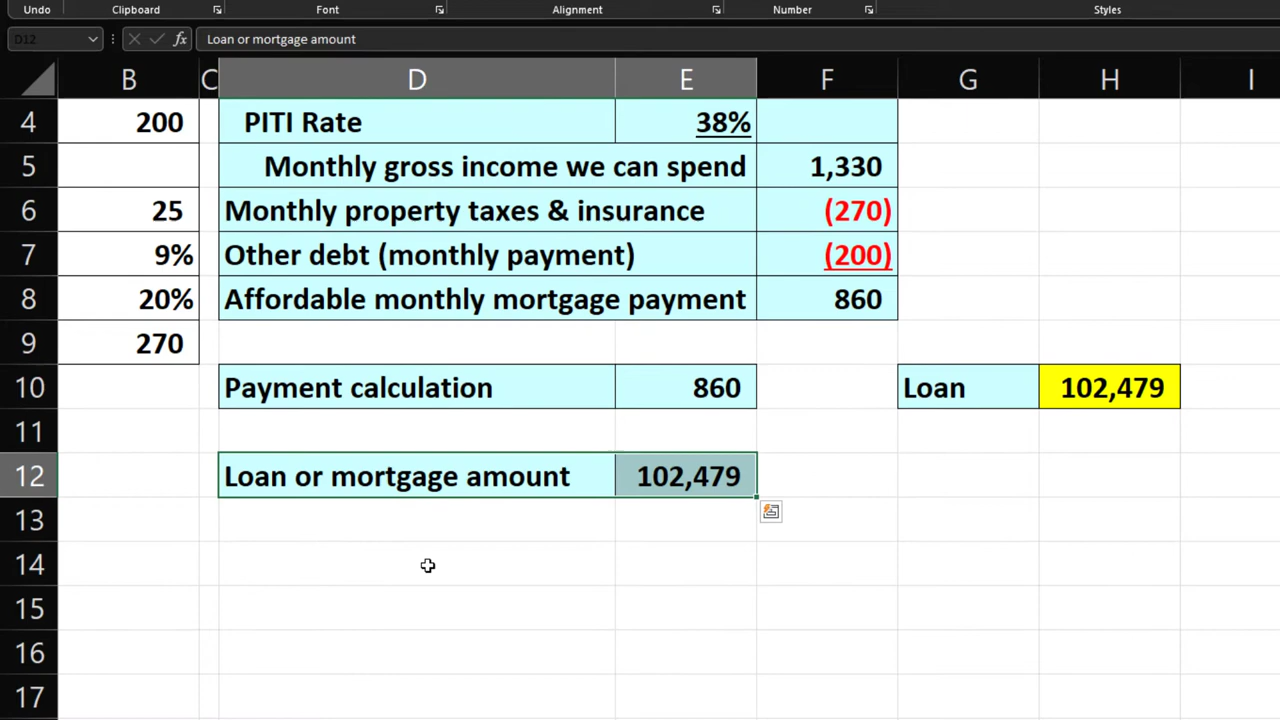 Undo Clipboard Font Alignment Number Styles
D12 fx Loan or mortgage amount
B C D E F G H I
4 200 PITI Rate 38%
5 Monthly gross income we can spend 1,330
6 25 Monthly property taxes & insurance (270)
7 9% Other debt (monthly payment) (200)
8 20% Affordable monthly mortgage payment 860
9 270
10 Payment calculation 860 Loan 102,479
11
12 Loan or mortgage amount 102,479
13
14
15
16
17